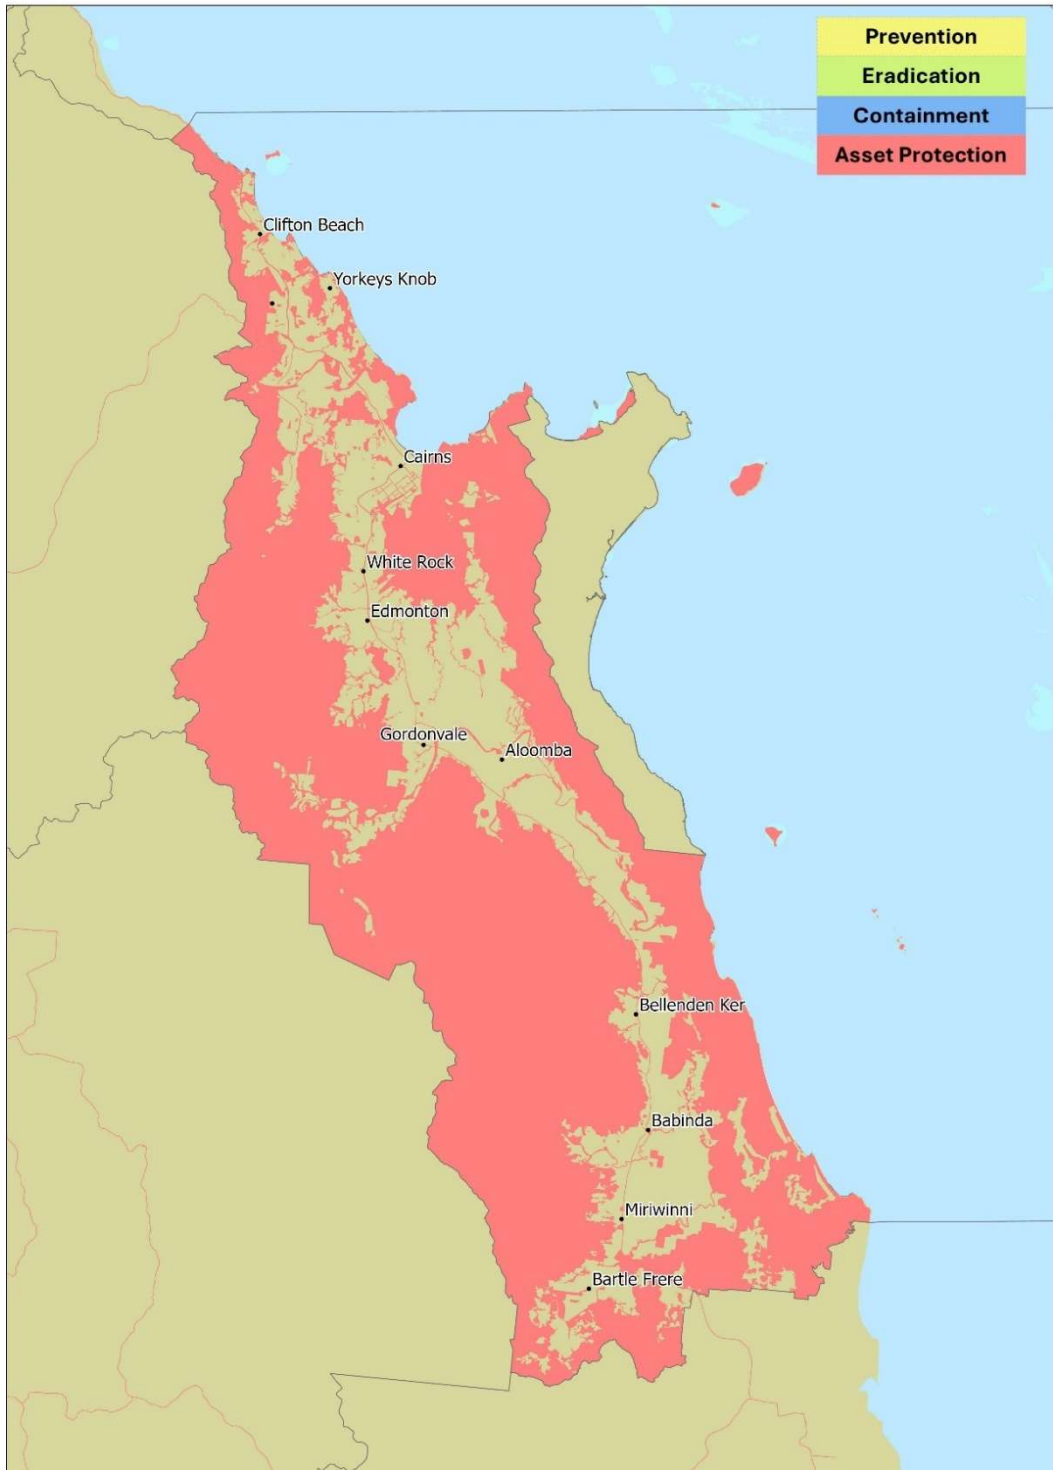 Prevention
Eradication
Containment
Asset Protection
Clifton Beach
Yorkeys Knob
Cairns
White Rock
Edmonton
Gordonvale
Aloomba
Bellenden Ker
Babinda
Miriwinni
Bartle Frere